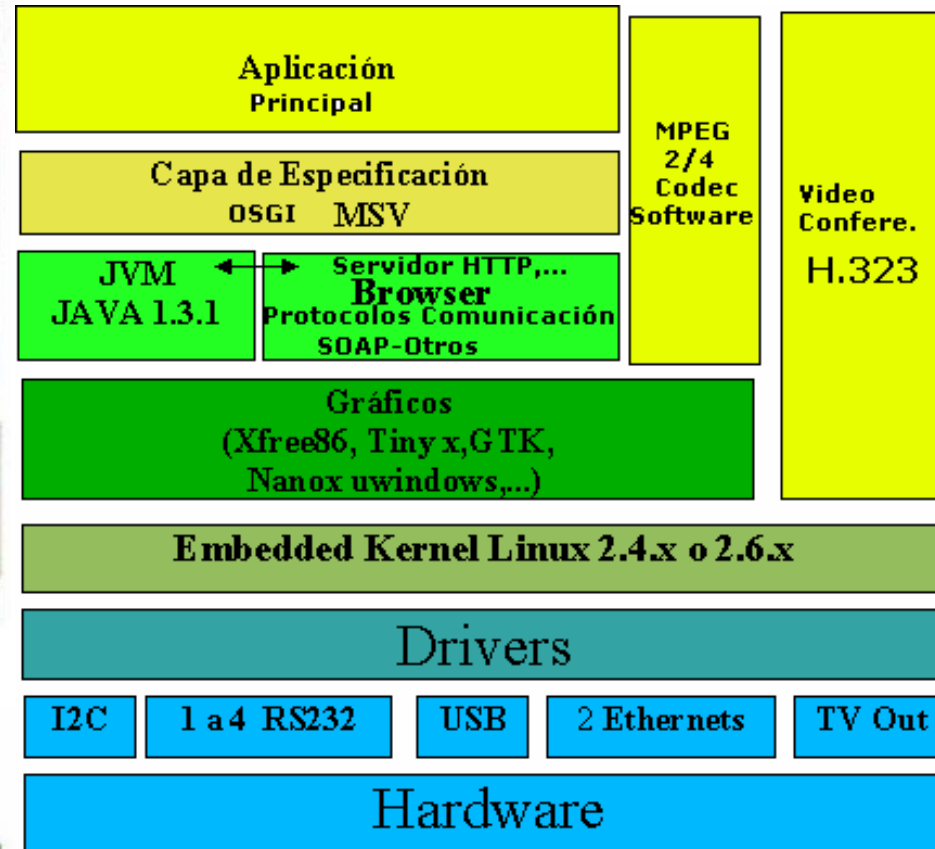 Aplicación
Principal
MPEG
2/4
Codec
Software
Video
Confere.
H.323
Capa de Especificación
OSGI MSV
JVM
JAVA 1.3.1
Servidor HTTP,...
Browser
Protocolos Comunicación
SOAP-Otros
Gráficos
(Xfree86, Tiny x,GTK,
Nanox uwindows,...)
Embedded Kernel Linux 2.4.x o 2.6.x
Drivers
I2C
1 a 4 RS232
USB
2 Ethernets
TV Out
Hardware